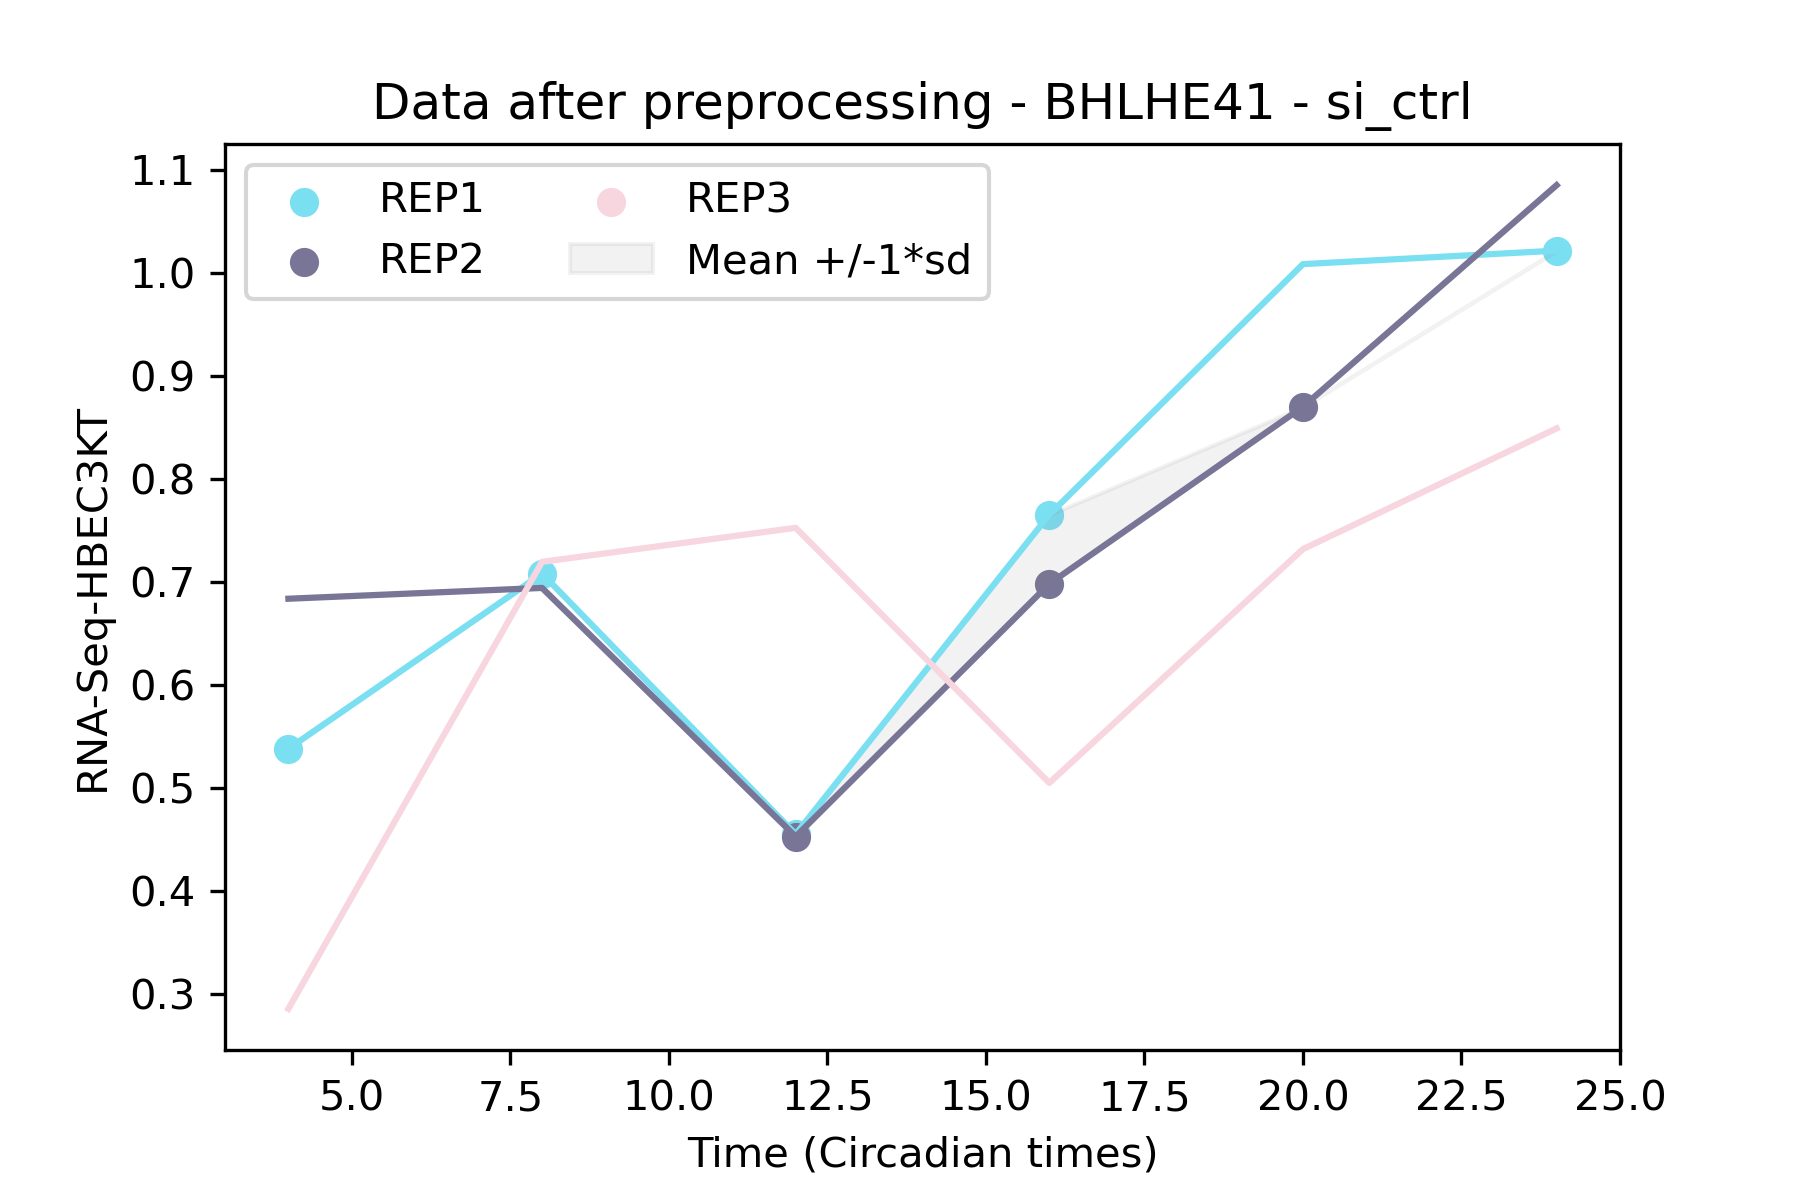 Data after preprocessing - BHLHE41 - si_ctrl
REP1
REP2
REP3
Mean +/-1*sd
RNA-Seq-HBEC3KT
1.1
1.0
0.9
0.8
0.7
0.6
0.5
0.4
0.3
5.0 7.5 10.0 12.5 15.0 17.5 20.0 22.5 25.0
Time (Circadian times)